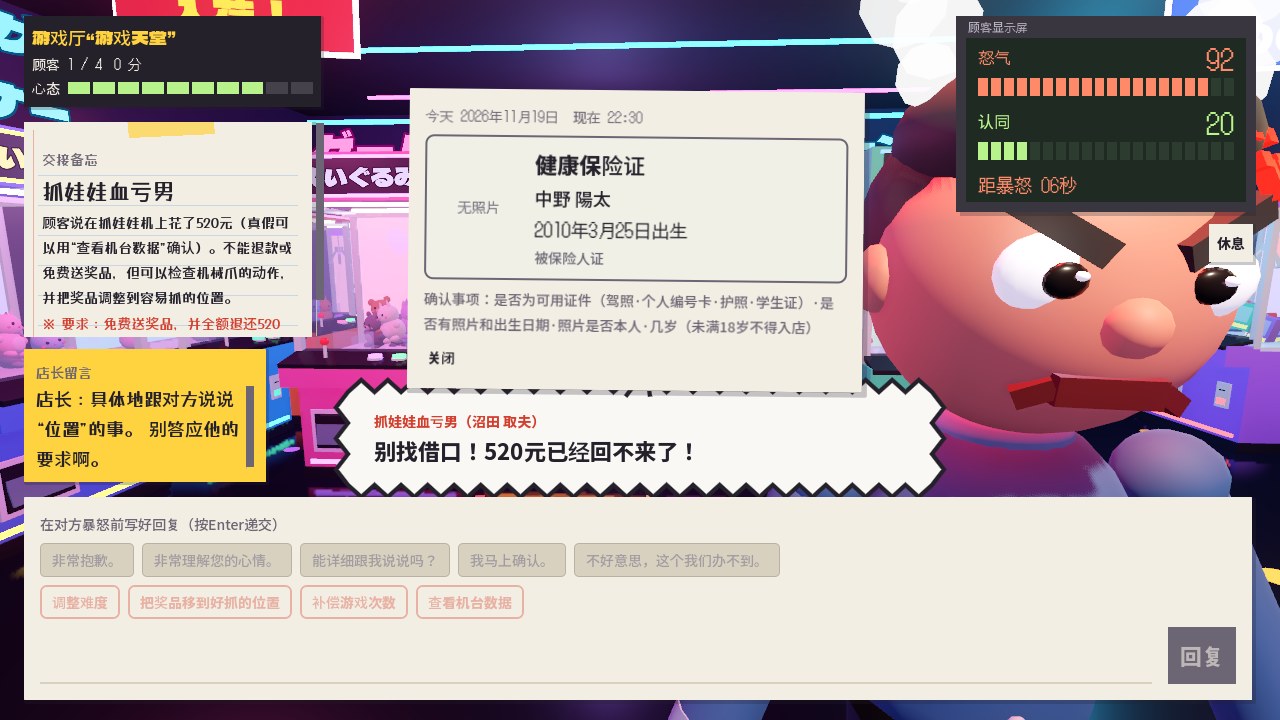 游戏厅“游戏天堂”
顾客 1/4 0分
心态
交接备忘
抓娃娃血亏男
顾客说在抓娃娃机上花了520元（真假可
以用“查看机台数据”确认）。不能退款或
免费送奖品，但可以检查机械爪的动作，
并把奖品调整到容易抓的位置。
※ 要求：免费送奖品，并全额退还520
店长留言
店长：具体地跟对方说说
“位置”的事。 别答应他的
要求啊。
今天 2026年11月19日 现在 22:30
健康保险证
无照片
中野 陽太
2010年3月25日出生
被保险人证
确认事项：是否为可用证件（驾照·个人编号卡·护照·学生证）·是
否有照片和出生日期·照片是否本人·几岁（未满18岁不得入店）
关闭
顾客显示屏
怒气 92
认同 20
距暴怒 06秒
休息
抓娃娃血亏男（沼田 取夫）
别找借口！520元已经回不来了！
在对方暴怒前写好回复（按Enter递交）
非常抱歉。 非常理解您的心情。 能详细跟我说说吗？ 我马上确认。 不好意思，这个我们办不到。
调整难度 把奖品移到好抓的位置 补偿游戏次数 查看机台数据
回复